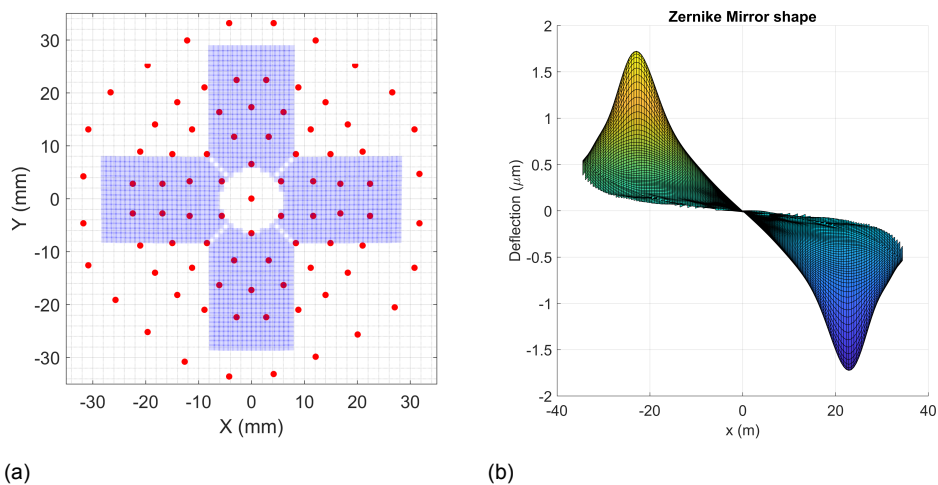 30
20
10
0
-10
-20
-30
Y (mm)
-30 -20 -10 0 10 20 30
X (mm)
(a)
Zernike Mirror shape
2
1.5
1
0.5
0
-0.5
-1
-1.5
-2
Deflection (μm)
-40 -20 0 20 40
x (m)
(b)